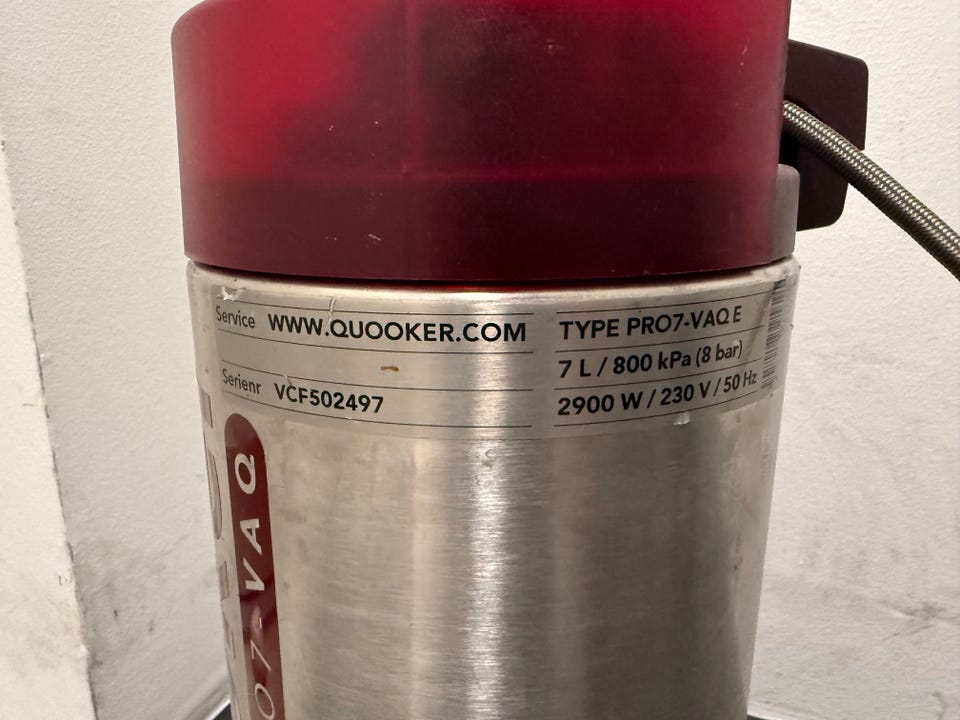 Service WWW.QUOOKER.COM
Serienr VCF502497
TYPE PRO7-VAQ E
7 L / 800 kPa (8 bar)
2900 W / 230 V / 50 Hz
O7-VAQ